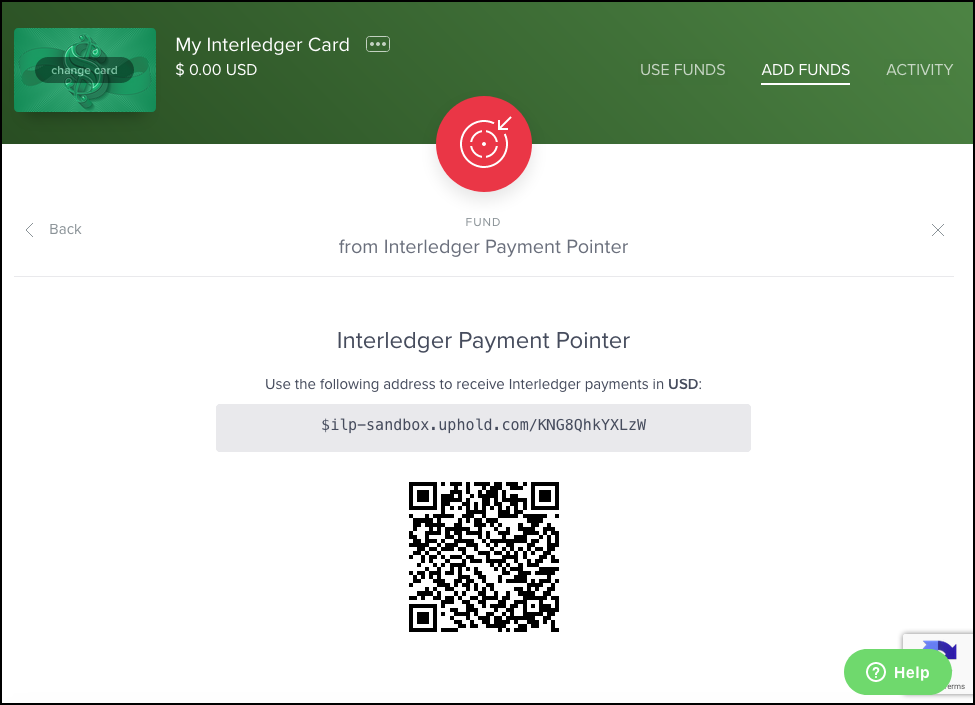 change card
My Interledger Card
$ 0.00 USD
USE FUNDS
ADD FUNDS
ACTIVITY
Back
FUND
from Interledger Payment Pointer
Interledger Payment Pointer
Use the following address to receive Interledger payments in USD:
$ilp-sandbox.uphold.com/KNG8QhkYXLzW
Help